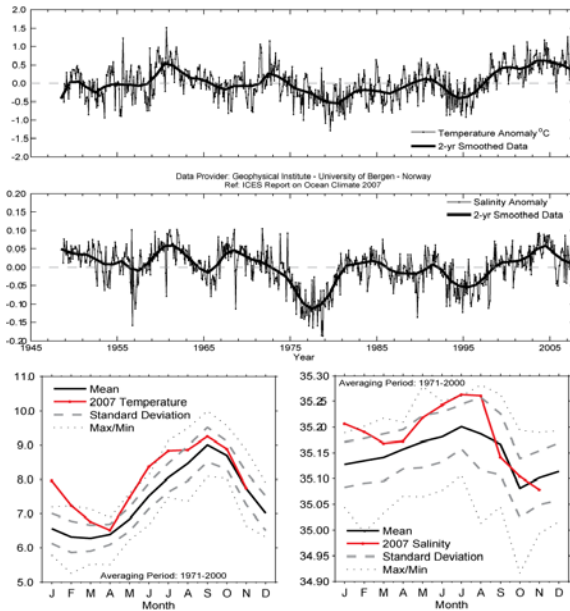 2.0
1.5
1.0
0.5
0.0
-0.5
-1.0
-1.5
-2.0
Temperature Anomaly °C
2-yr Smoothed Data
Data Provider: Geophysical Institute - University of Bergen - Norway
Ref: ICES Report on Ocean Climate 2007
0.20
0.15
0.10
0.05
0.00
-0.05
-0.10
-0.15
-0.20
Salinity Anomaly
2-yr Smoothed Data
1945 1955 1965 1975 1985 1995 2005
Year
11.0
10.0
9.0
8.0
7.0
6.0
5.0
Mean
2007 Temperature
Standard Deviation
Max/Min
Averaging Period: 1971-2000
J F M A M J J A S O N D
Month
35.30
35.25
35.20
35.15
35.10
35.05
35.00
34.95
34.90
Averaging Period: 1971-2000
Mean
2007 Salinity
Standard Deviation
Max/Min
J F M A M J J A S O N D
Month